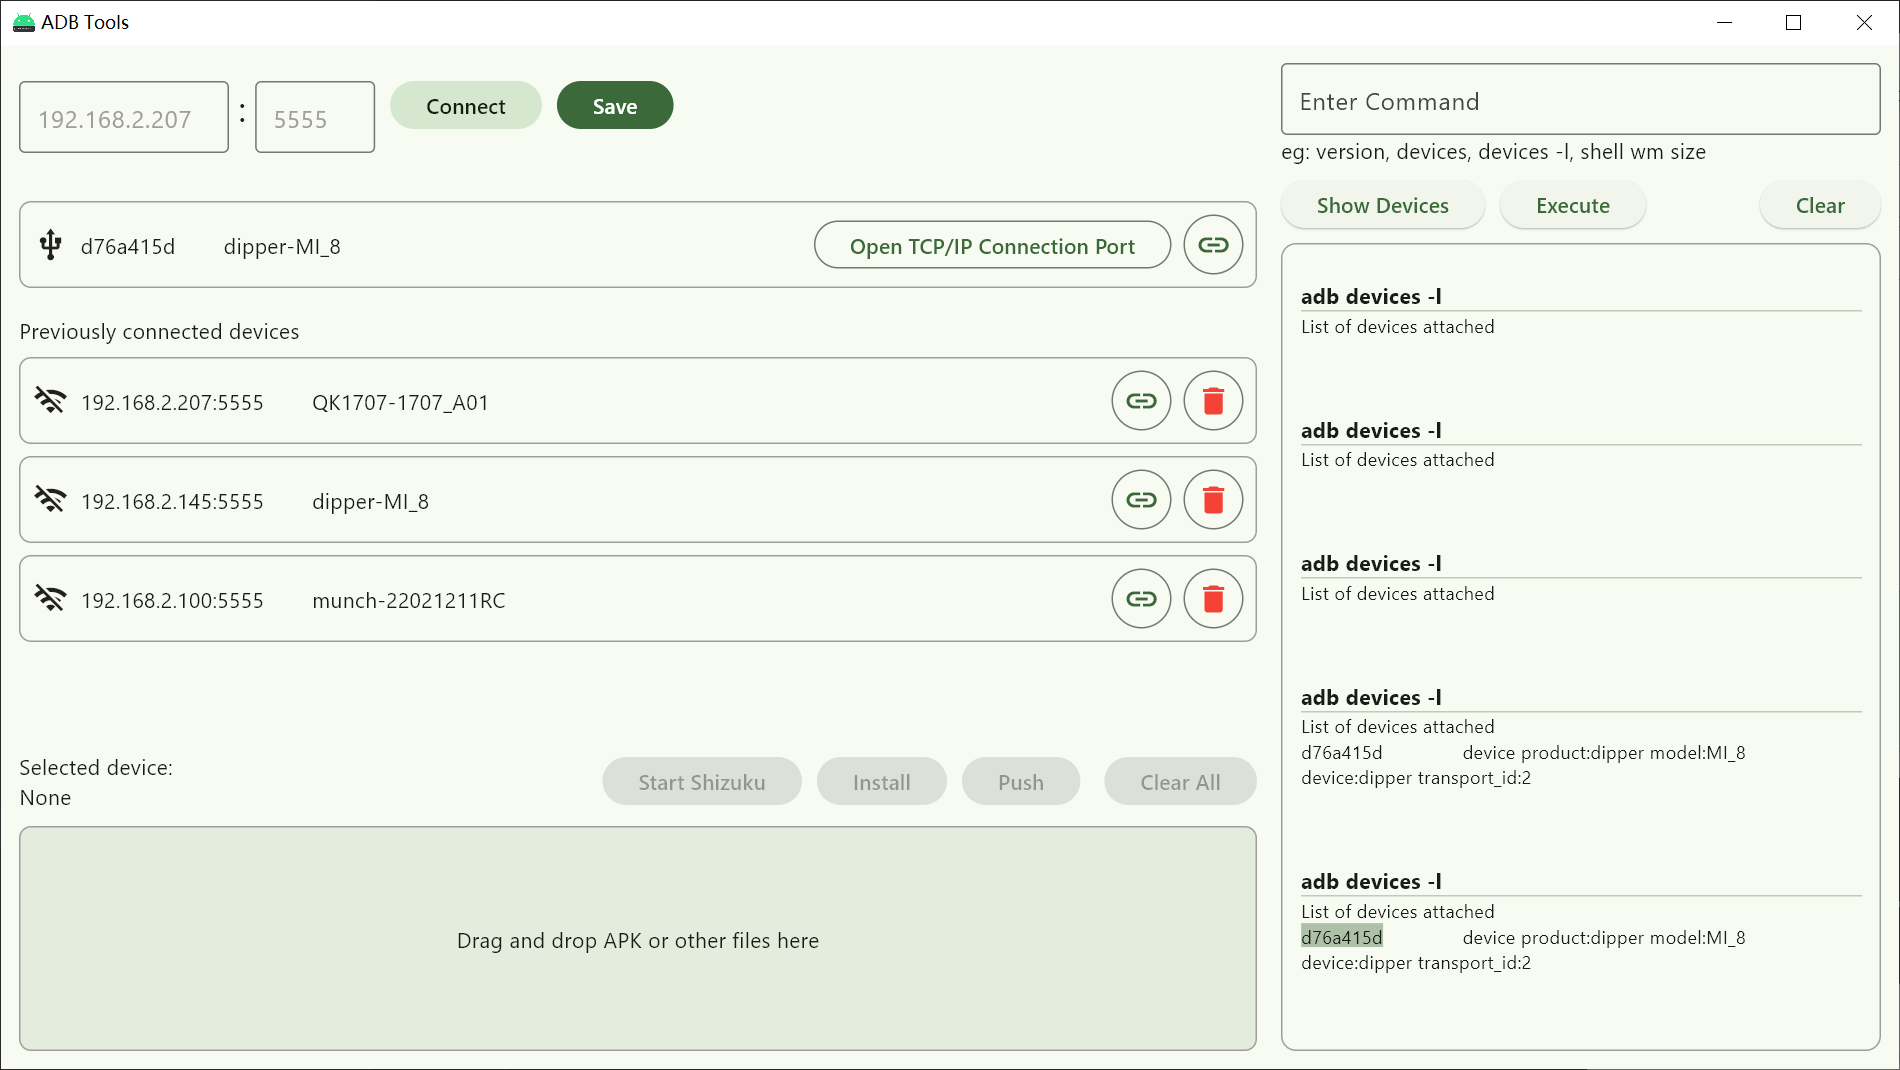 ADB Tools
192.168.2.207 : 5555 Connect Save
d76a415d dipper-MI_8 Open TCP/IP Connection Port
Previously connected devices
192.168.2.207:5555 QK1707-1707_A01
192.168.2.145:5555 dipper-MI_8
192.168.2.100:5555 munch-22021211RC
Selected device:
None
Start Shizuku Install Push Clear All
Drag and drop APK or other files here
Enter Command
eg: version, devices, devices -l, shell wm size
Show Devices Execute Clear
adb devices -l
List of devices attached
adb devices -l
List of devices attached
adb devices -l
List of devices attached
adb devices -l
List of devices attached
d76a415d device product:dipper model:MI_8
device:dipper transport_id:2
adb devices -l
List of devices attached
d76a415d device product:dipper model:MI_8
device:dipper transport_id:2